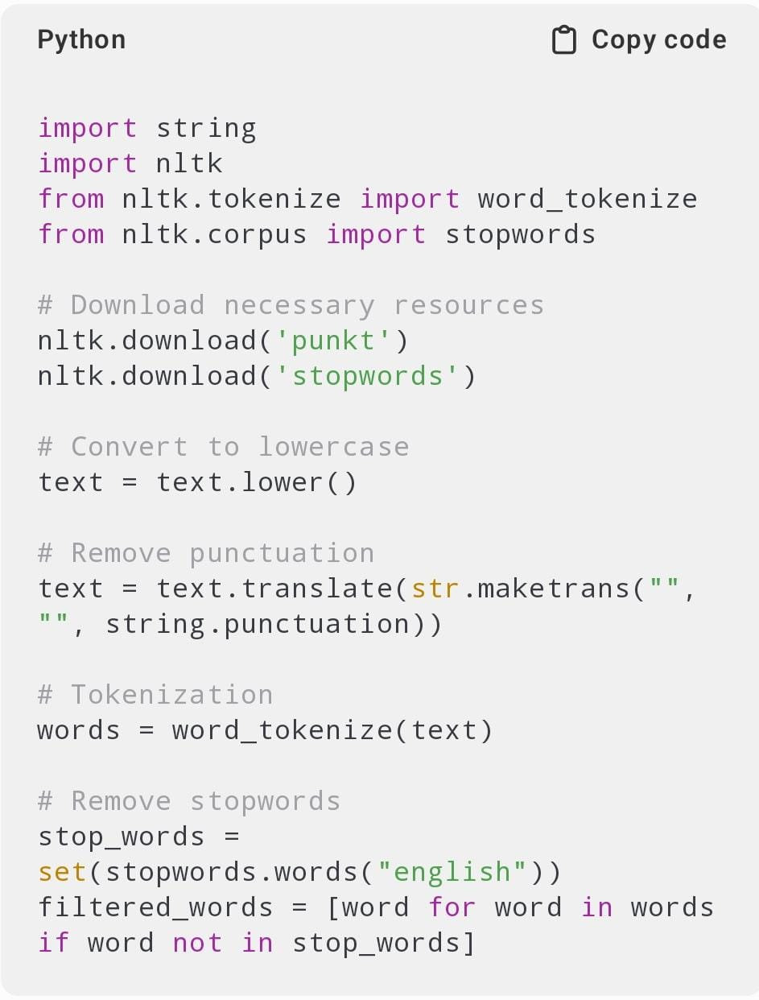 Python
Copy code
import string
import nltk
from nltk.tokenize import word_tokenize
from nltk.corpus import stopwords
# Download necessary resources
nltk.download('punkt')
nltk.download('stopwords')
# Convert to lowercase
text = text.lower()
# Remove punctuation
text = text.translate(str.maketrans("",
"", string.punctuation))
# Tokenization
words = word_tokenize(text)
# Remove stopwords
stop_words =
set(stopwords.words("english"))
filtered_words = [word for word in words
if word not in stop_words]